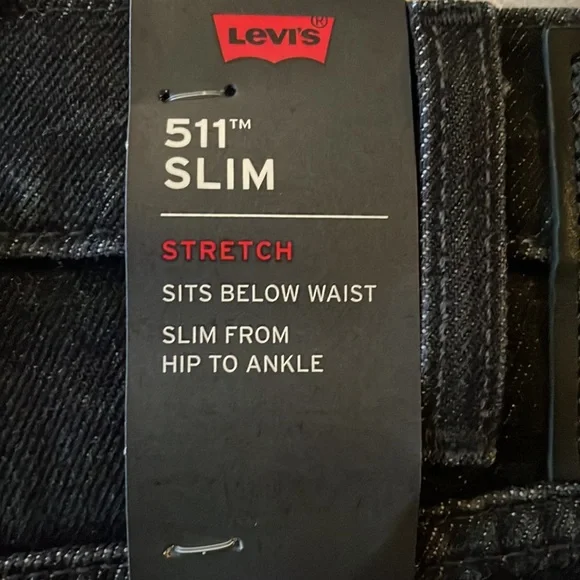 LEVI'S®
511™
SLIM
STRETCH
SITS BELOW WAIST
SLIM FROM
HIP TO ANKLE